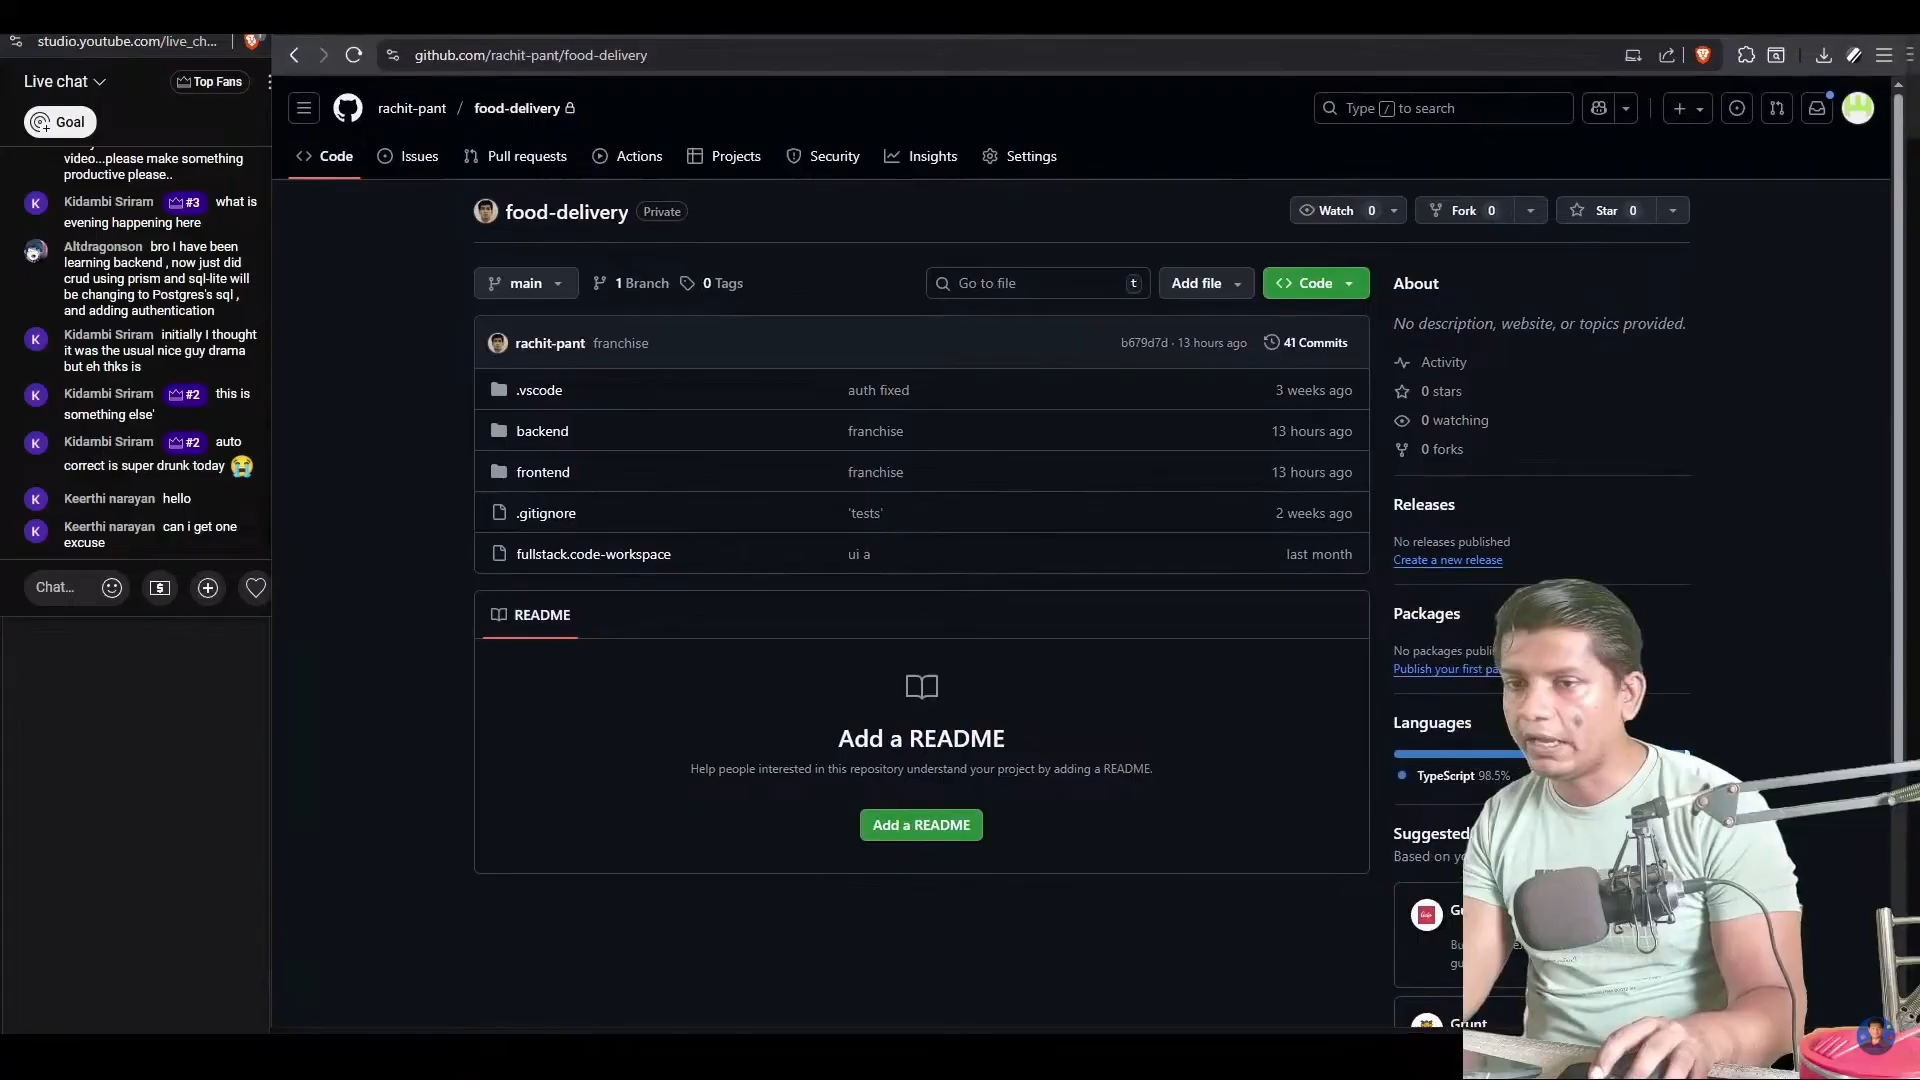 studio.youtube.com/live_ch...
Live chat
Top Fans
Goal
video...please make something
productive please..
Kidambi Sriram #3 what is
evening happening here
Altdragonson bro I have been
learning backend , now just did
crud using prism and sql-lite will
be changing to Postgres's sql ,
and adding authentication
Kidambi Sriram initially I thought
it was the usual nice guy drama
but eh thks is
Kidambi Sriram #2 this is
something else'
Kidambi Sriram #2 auto
correct is super drunk today 😭
Keerthi narayan hello
Keerthi narayan can i get one
excuse
Chat...
github.com/rachit-pant/food-delivery
rachit-pant / food-delivery
Type / to search
Code
Issues
Pull requests
Actions
Projects
Security
Insights
Settings
food-delivery Private
Watch 0
Fork 0
Star 0
main
1 Branch
0 Tags
Go to file t
Add file
Code
rachit-pant franchise b679d7d · 13 hours ago 41 Commits
.vscode auth fixed 3 weeks ago
backend franchise 13 hours ago
frontend franchise 13 hours ago
.gitignore 'tests' 2 weeks ago
fullstack.code-workspace ui a last month
README
Add a README
Help people interested in this repository understand your project by adding a README.
Add a README
About
No description, website, or topics provided.
Activity
0 stars
0 watching
0 forks
Releases
No releases published
Create a new release
Packages
No packages publi
Publish your first pa
Languages
TypeScript 98.5%
Suggested
Based on yo
Grunt